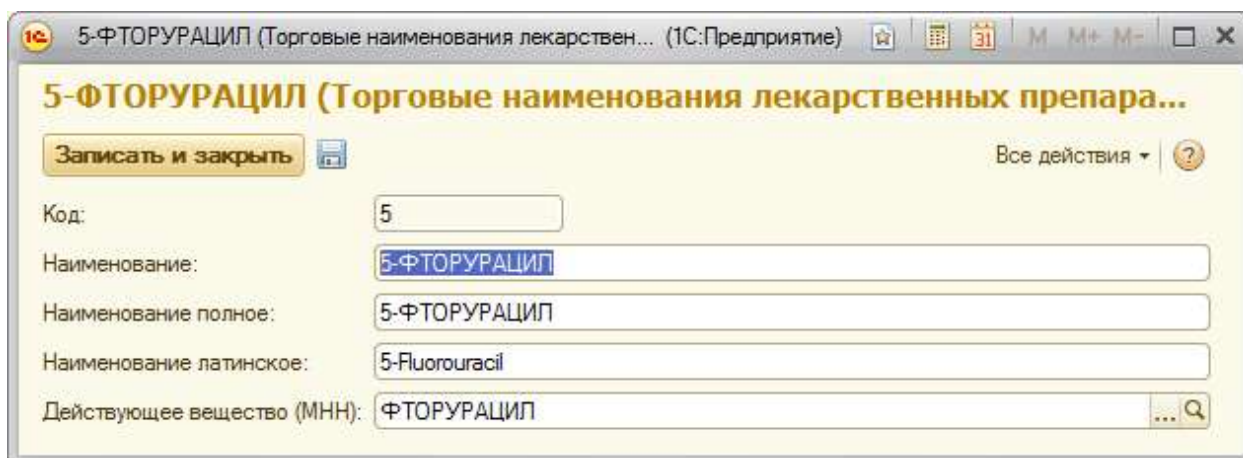 1С 5-ФТОРУРАЦИЛ (Торговые наименования лекарствен... (1С:Предприятие) 31 M M+ M-
5-ФТОРУРАЦИЛ (Торговые наименования лекарственных препара...
Записать и закрыть Все действия ?
Код: 5
Наименование: 5-ФТОРУРАЦИЛ
Наименование полное: 5-ФТОРУРАЦИЛ
Наименование латинское: 5-Fluorouracil
Действующее вещество (МНН): ФТОРУРАЦИЛ ...